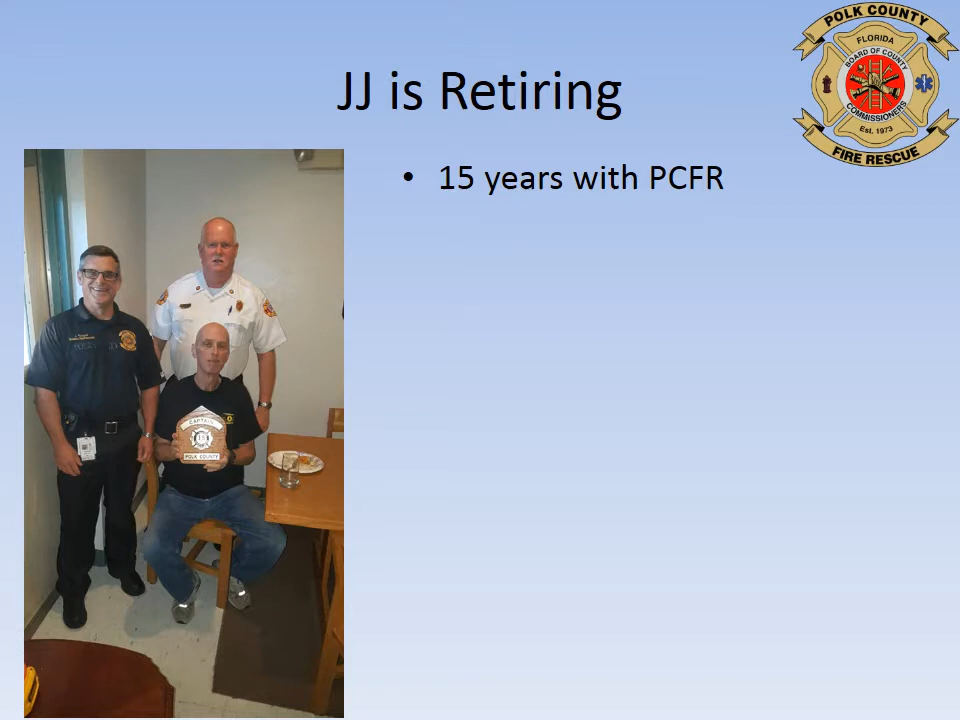 POLK COUNTY
FLORIDA
BOARD OF COUNTY
COMMISSIONERS
Est. 1973
FIRE RESCUE
JJ is Retiring
• 15 years with PCFR
CAPTAIN
POLK COUNTY